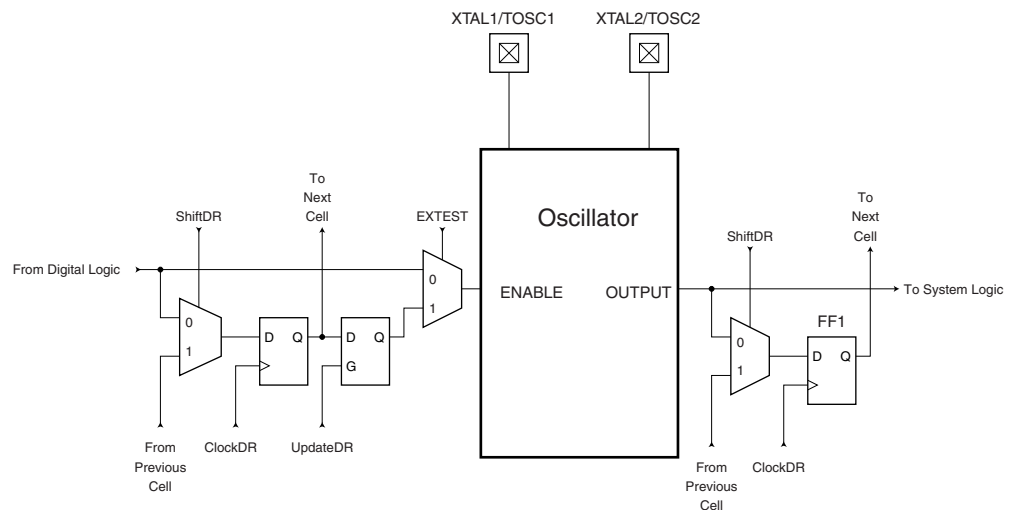 XTAL1/TOSC1
XTAL2/TOSC2
To
Next
Cell
ShiftDR
EXTEST
From Digital Logic
0
1
D Q
D Q
G
0
1
From
Previous
Cell
ClockDR
UpdateDR
Oscillator
ENABLE
OUTPUT
To
Next
Cell
ShiftDR
To System Logic
FF1
0
1
D Q
From
Previous
Cell
ClockDR